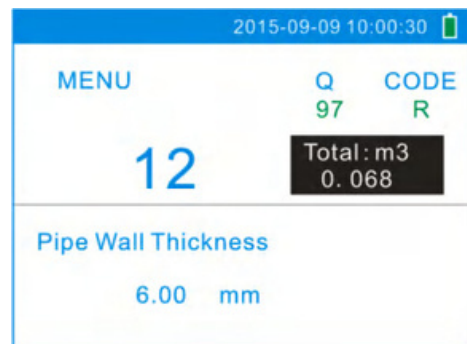 2015-09-09 10:00:30
MENU Q CODE
97 R
12
Total: m3
0.068
Pipe Wall Thickness
6.00 mm